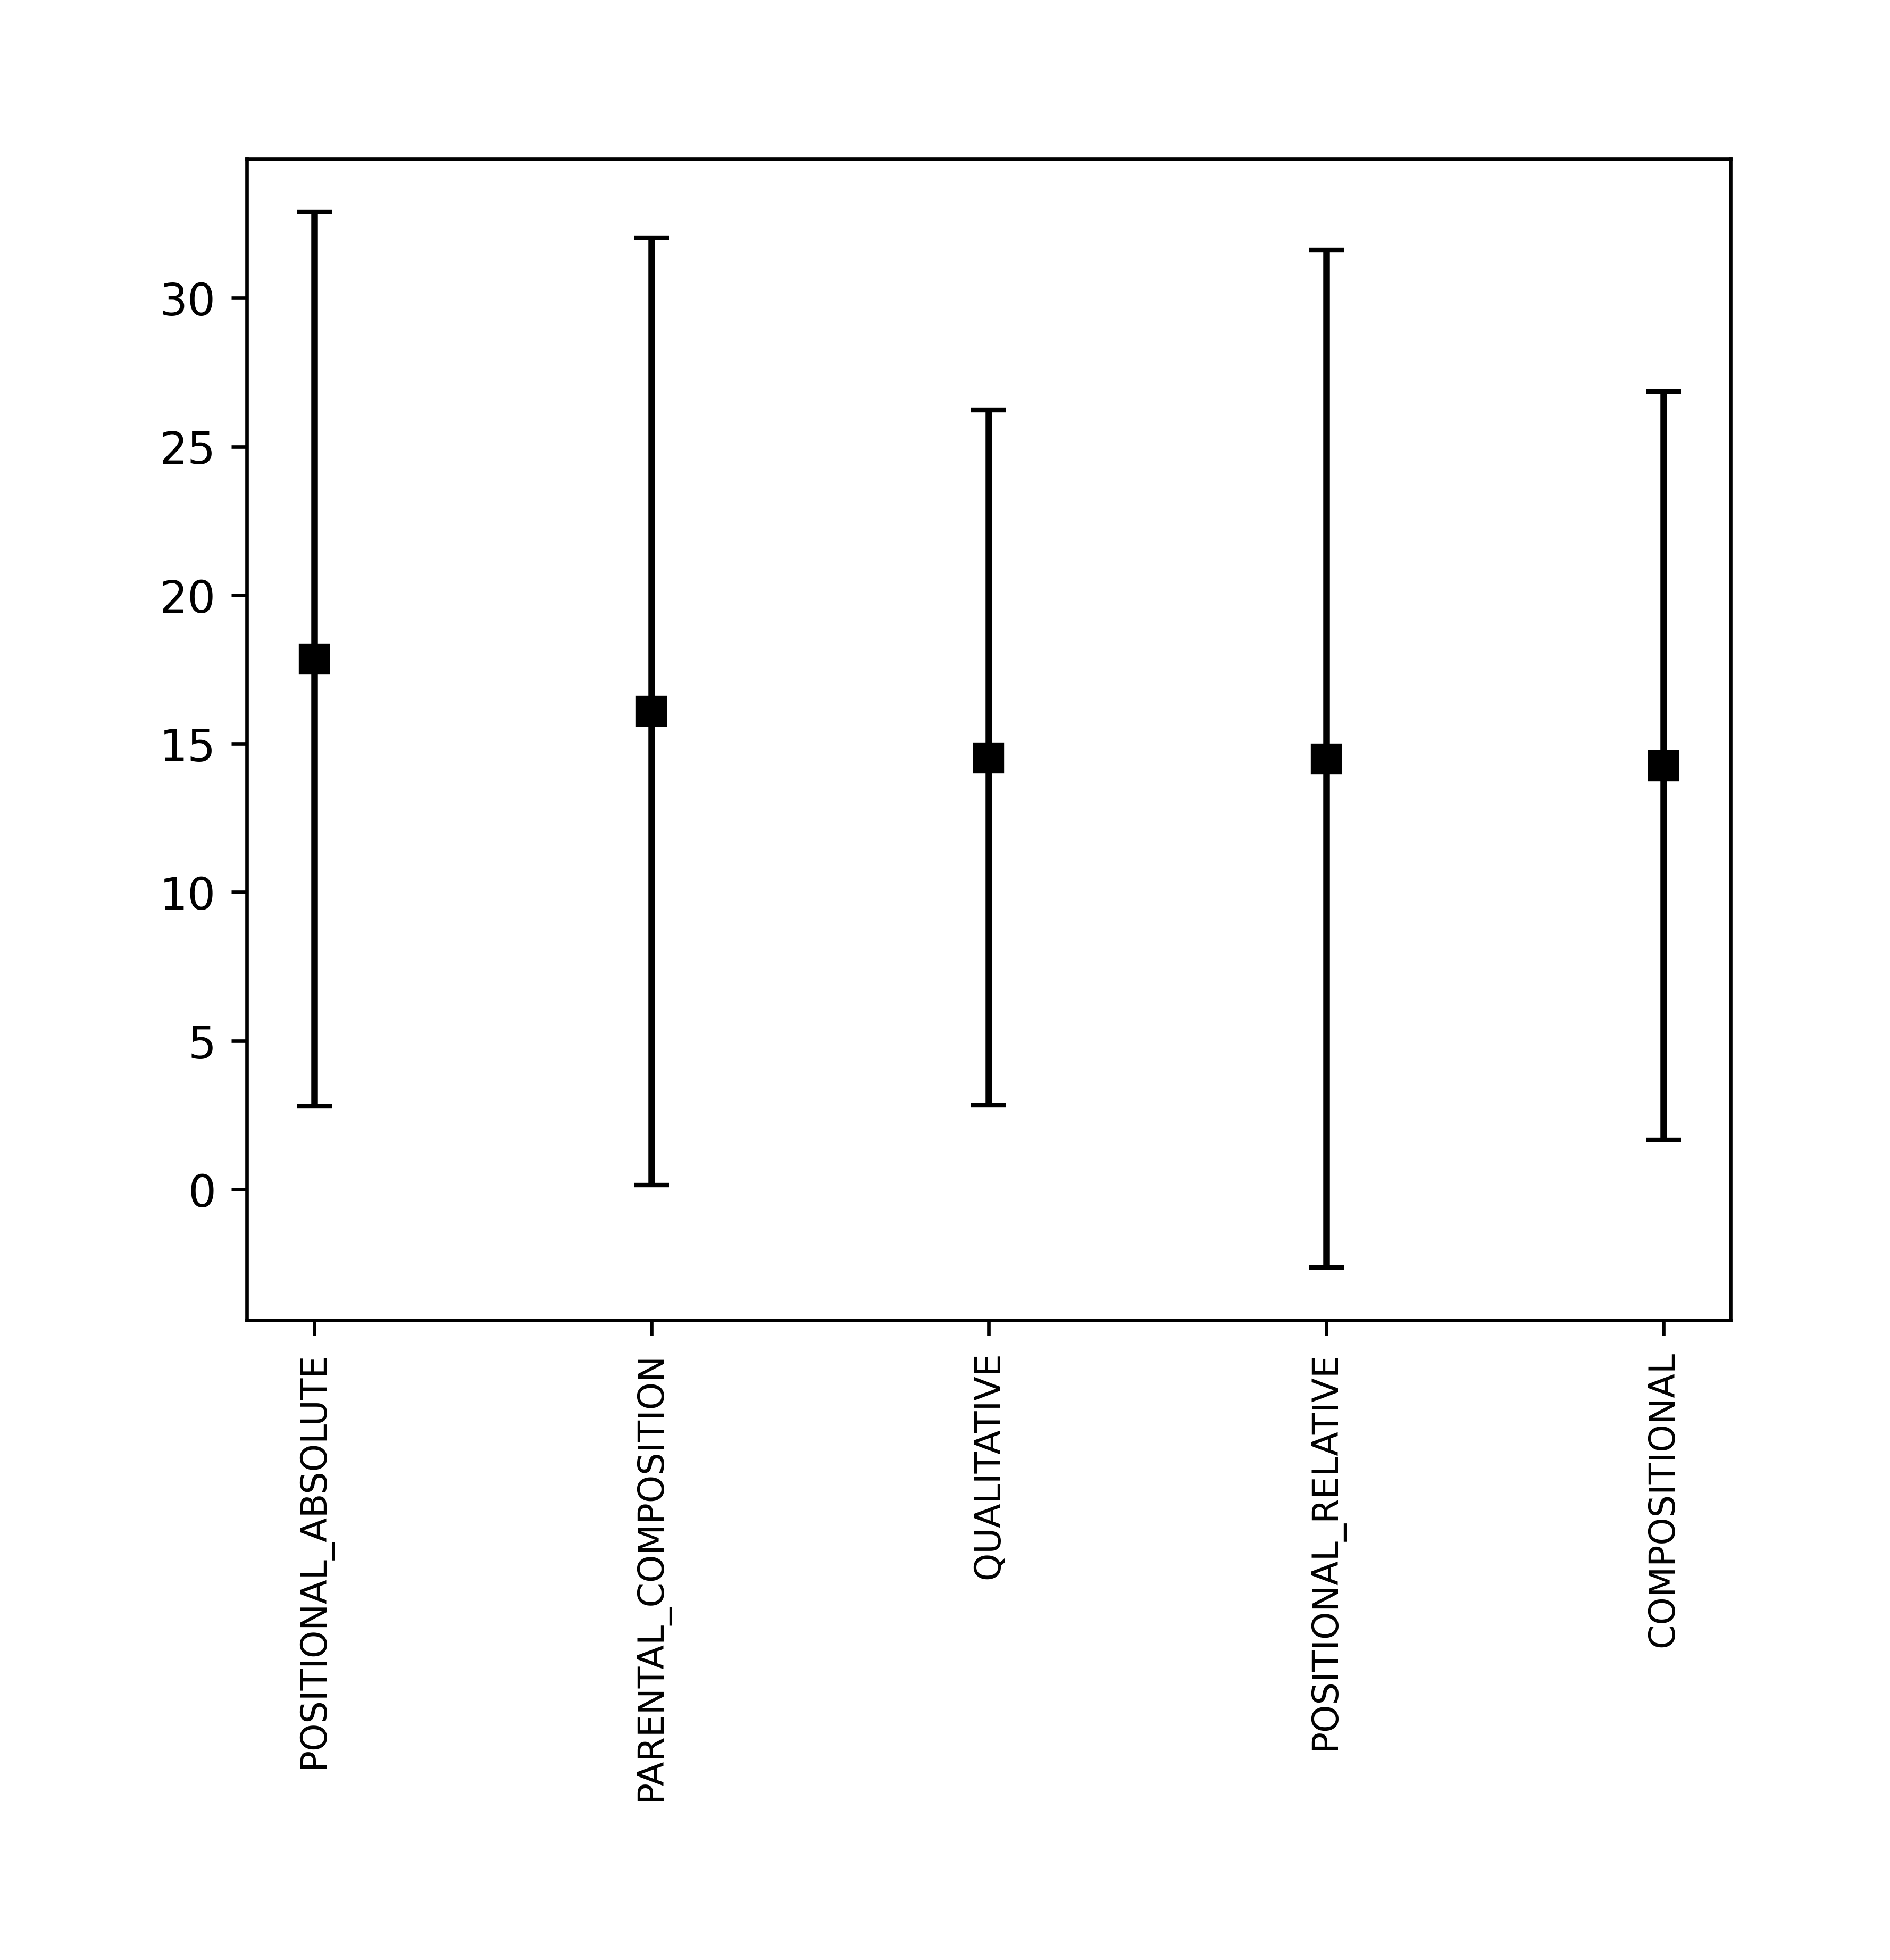 30
25
20
15
10
5
0
POSITIONAL_ABSOLUTE
PARENTAL_COMPOSITION
QUALITATIVE
POSITIONAL_RELATIVE
COMPOSITIONAL